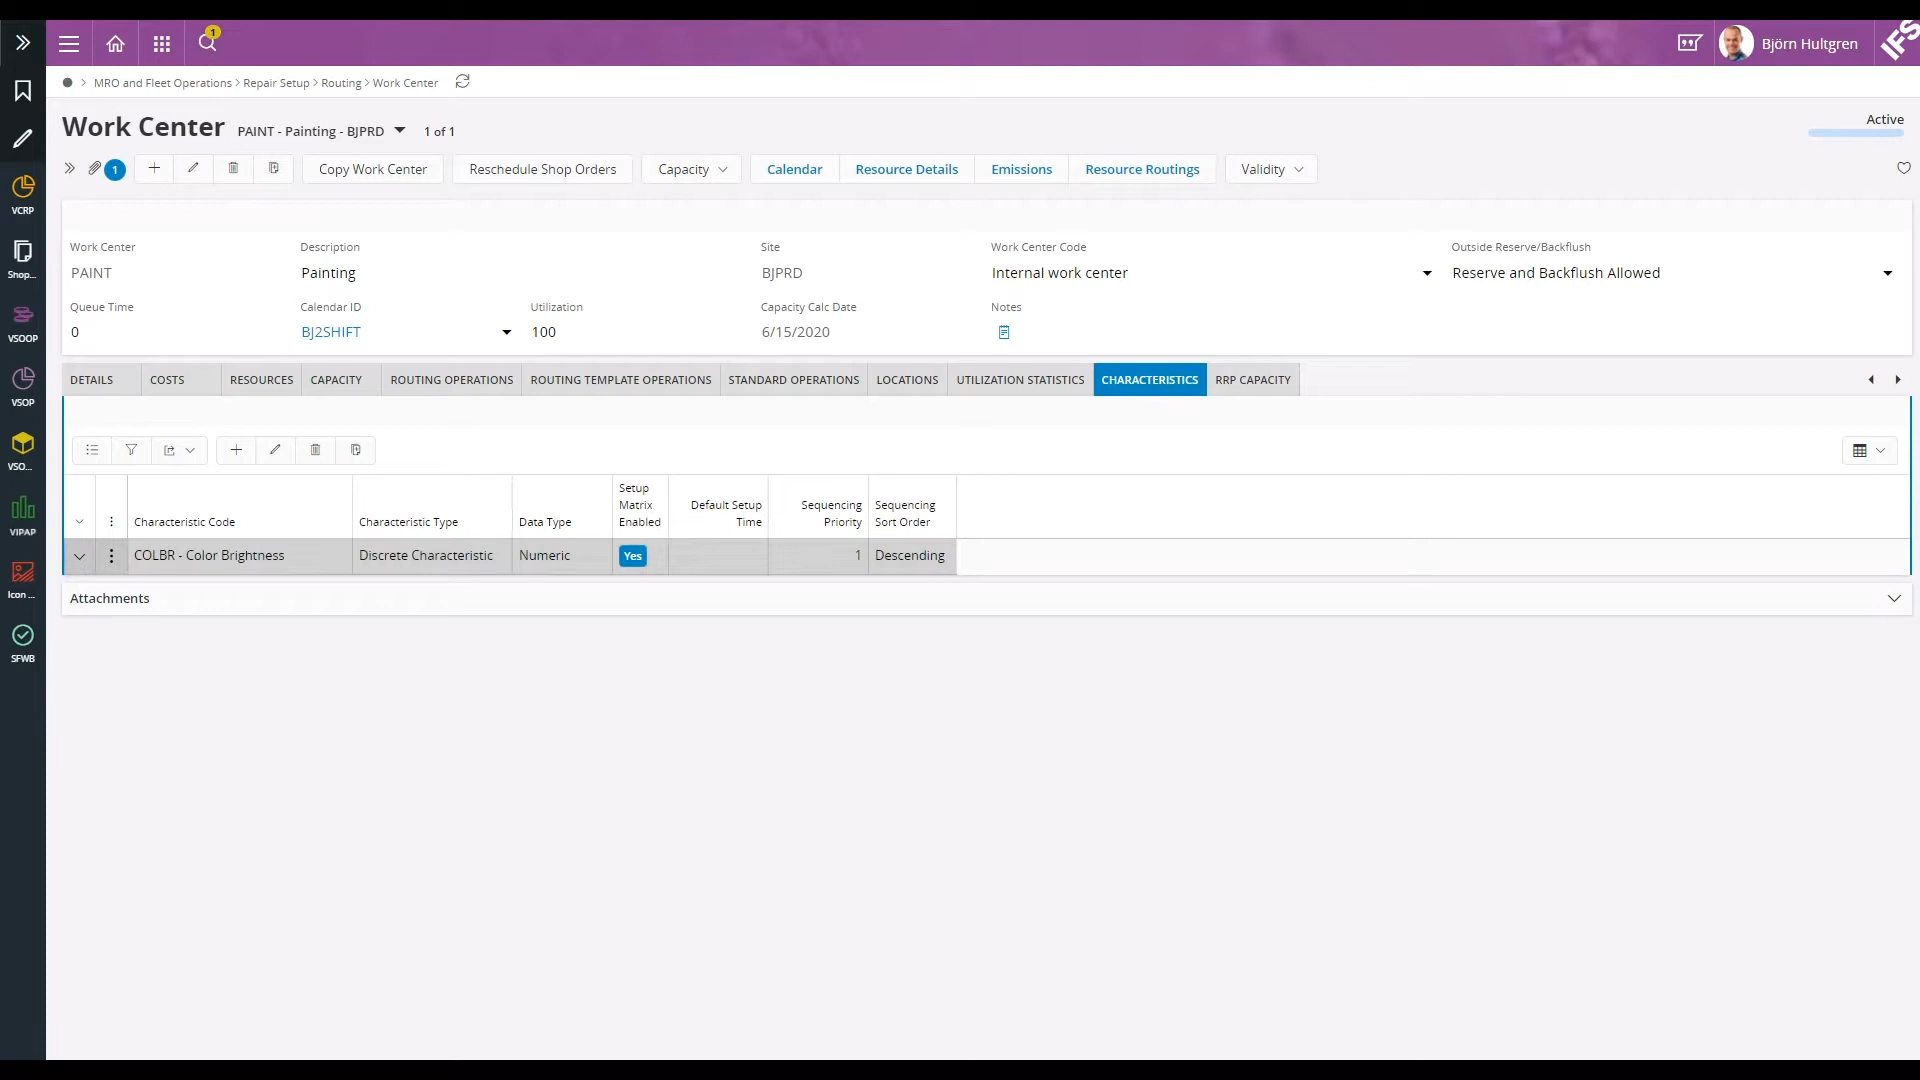 1
Björn Hultgren
IFS
MRO and Fleet Operations > Repair Setup > Routing > Work Center
Work Center PAINT - Painting - BJPRD 1 of 1
Active
1 Copy Work Center Reschedule Shop Orders Capacity Calendar Resource Details Emissions Resource Routings Validity
VCRP
Shop...
VSOOP
VSOP
VSO...
VIPAP
Icon ...
SFWB
Work Center Description Site Work Center Code Outside Reserve/Backflush
PAINT Painting BJPRD Internal work center Reserve and Backflush Allowed
Queue Time Calendar ID Utilization Capacity Calc Date Notes
0 BJ2SHIFT 100 6/15/2020
DETAILS COSTS RESOURCES CAPACITY ROUTING OPERATIONS ROUTING TEMPLATE OPERATIONS STANDARD OPERATIONS LOCATIONS UTILIZATION STATISTICS CHARACTERISTICS RRP CAPACITY
Characteristic Code
Characteristic Type
Data Type
Setup
Matrix
Enabled
Default Setup
Time
Sequencing
Priority
Sequencing
Sort Order
COLBR - Color Brightness Discrete Characteristic Numeric Yes 1 Descending
Attachments